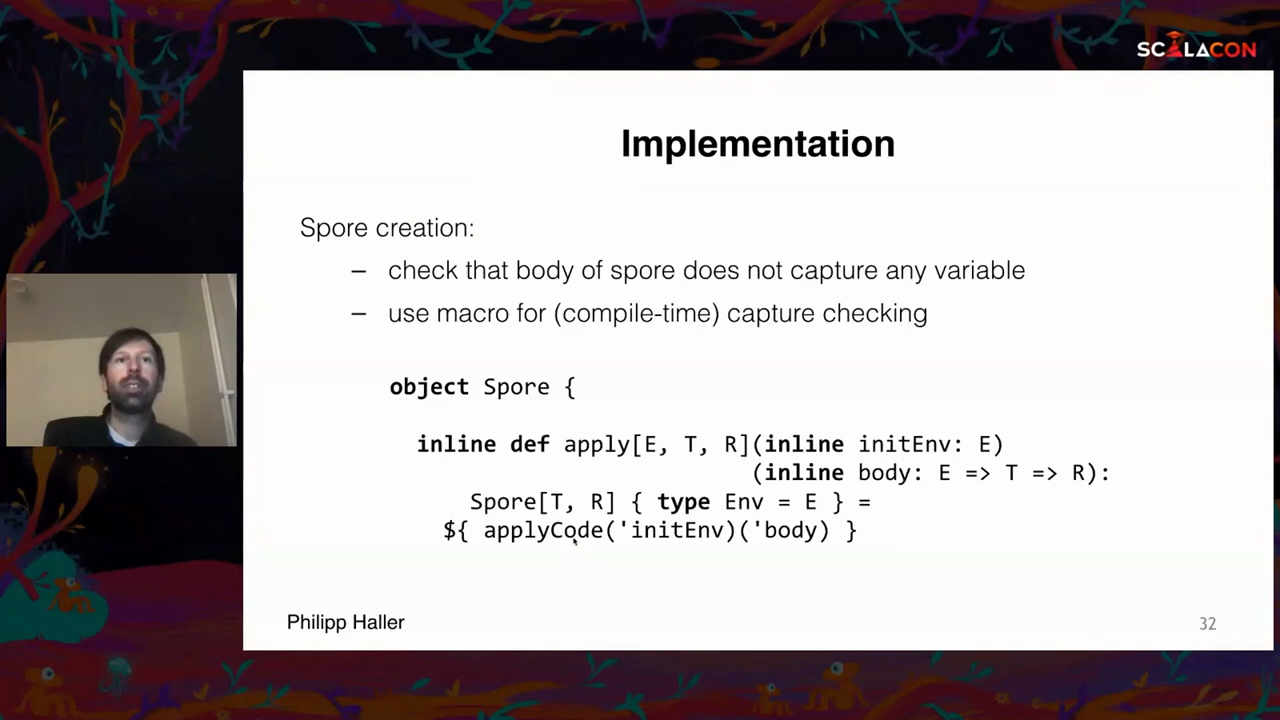 SCALACON
Implementation
Spore creation:
– check that body of spore does not capture any variable
– use macro for (compile-time) capture checking
object Spore {
inline def apply[E, T, R](inline initEnv: E)
(inline body: E => T => R):
Spore[T, R] { type Env = E } =
${ applyCode('initEnv)('body) }
Philipp Haller
32